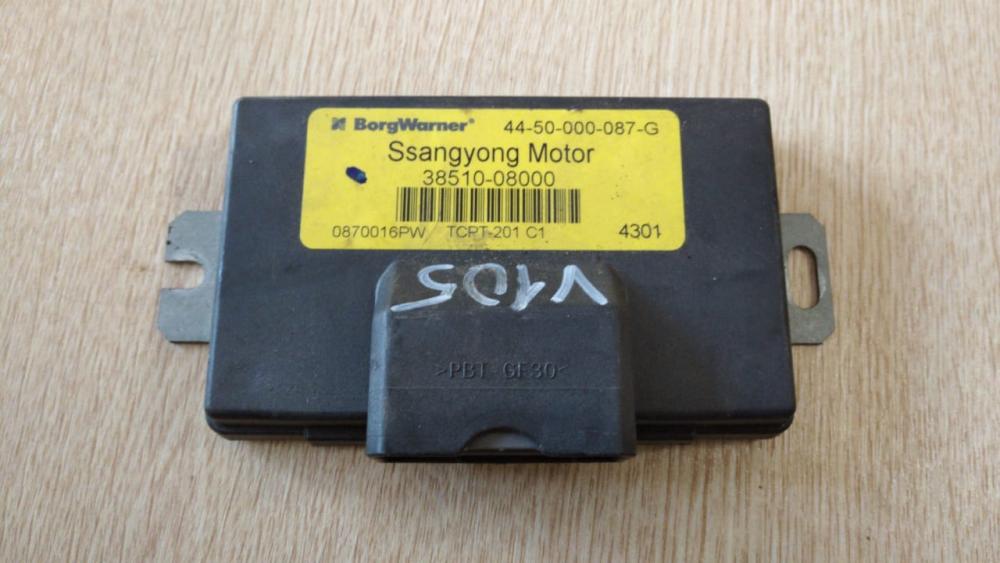 BorgWarner® 44-50-000-087-G
Ssangyong Motor
38510-08000
0870016PW TCPT-201 C1 4301
V105
>PBT-GF30<